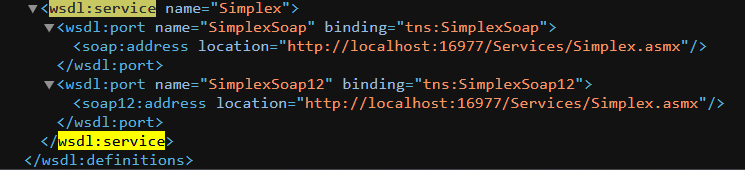 <wsdl:service name="Simplex">
<wsdl:port name="SimplexSoap" binding="tns:SimplexSoap">
<soap:address location="http://localhost:16977/Services/Simplex.asmx"/>
</wsdl:port>
<wsdl:port name="SimplexSoap12" binding="tns:SimplexSoap12">
<soap12:address location="http://localhost:16977/Services/Simplex.asmx"/>
</wsdl:port>
</wsdl:service>
</wsdl:definitions>